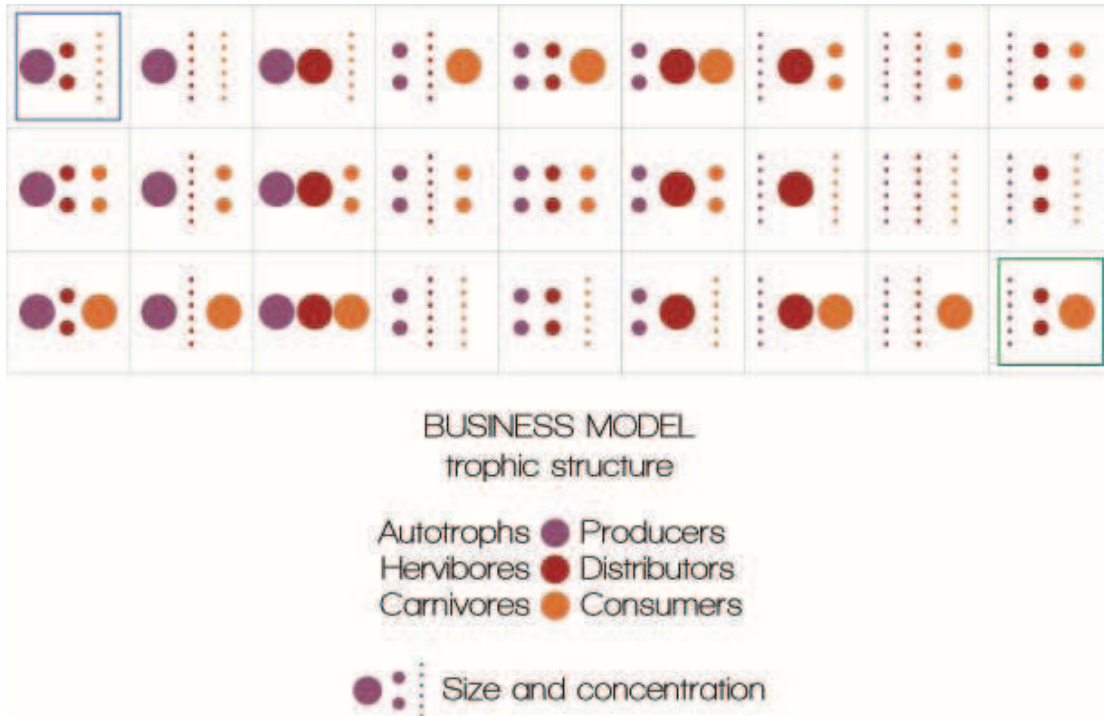 BUSINESS MODEL
trophic structure
Autotrophs Producers
Hervibores Distributors
Carnivores Consumers
Size and concentration